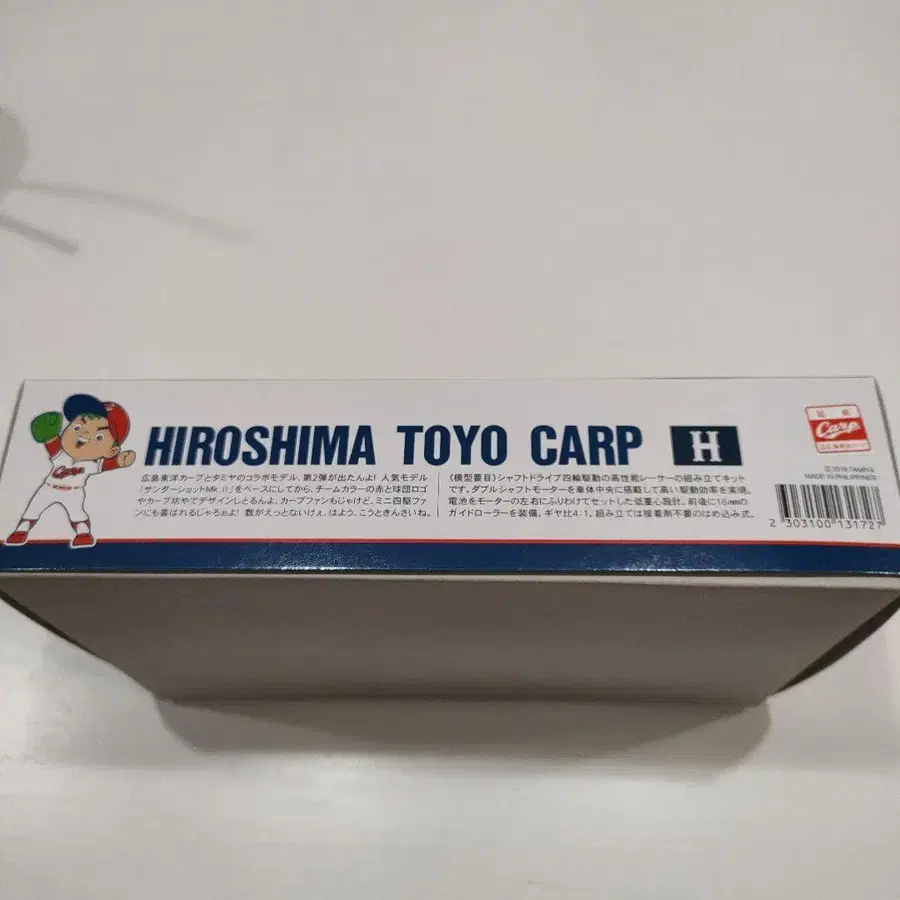 HIROSHIMA TOYO CARP H
広島東洋カープとタミヤのコラボモデル、第2弾が出たんよ！人気モデル
「サンダーショットMk.II」をベースにしてから、チームカラーの赤と球団ロゴ
やカープ坊やでデザインしとるんよ。カープファンもじゃけど、ミニ四駆ファ
ンにも喜ばれるじゃろぉよ！数がえっとないけぇ、はよう、こうときんさいね。
〈模型要目〉シャフトドライブ四輪駆動の高性能レーサーの組み立てキット
です。ダブルシャフトモーターを車体中央に搭載して高い駆動効率を実現。
電池をモーターの左右にふりわけてセットした低重心設計。前後に16mmの
ガイドローラーを装備。ギヤ比4：1。組み立ては接着剤不要のはめ込み式。
Carp
Carp
TAMIYA
MADE IN PHILIPPINES
2 303100 131727